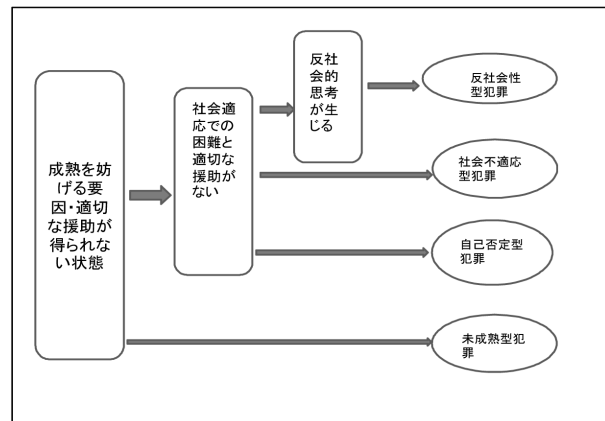 成熟を妨
げる要
因・適切
な援助が
得られな
い状態
社会適
応での
困難と
適切な
援助が
ない
反社
会的
思考
が生
じる
反社会性
型犯罪
社会不適応
型犯罪
自己否定型
犯罪
未成熟型犯
罪